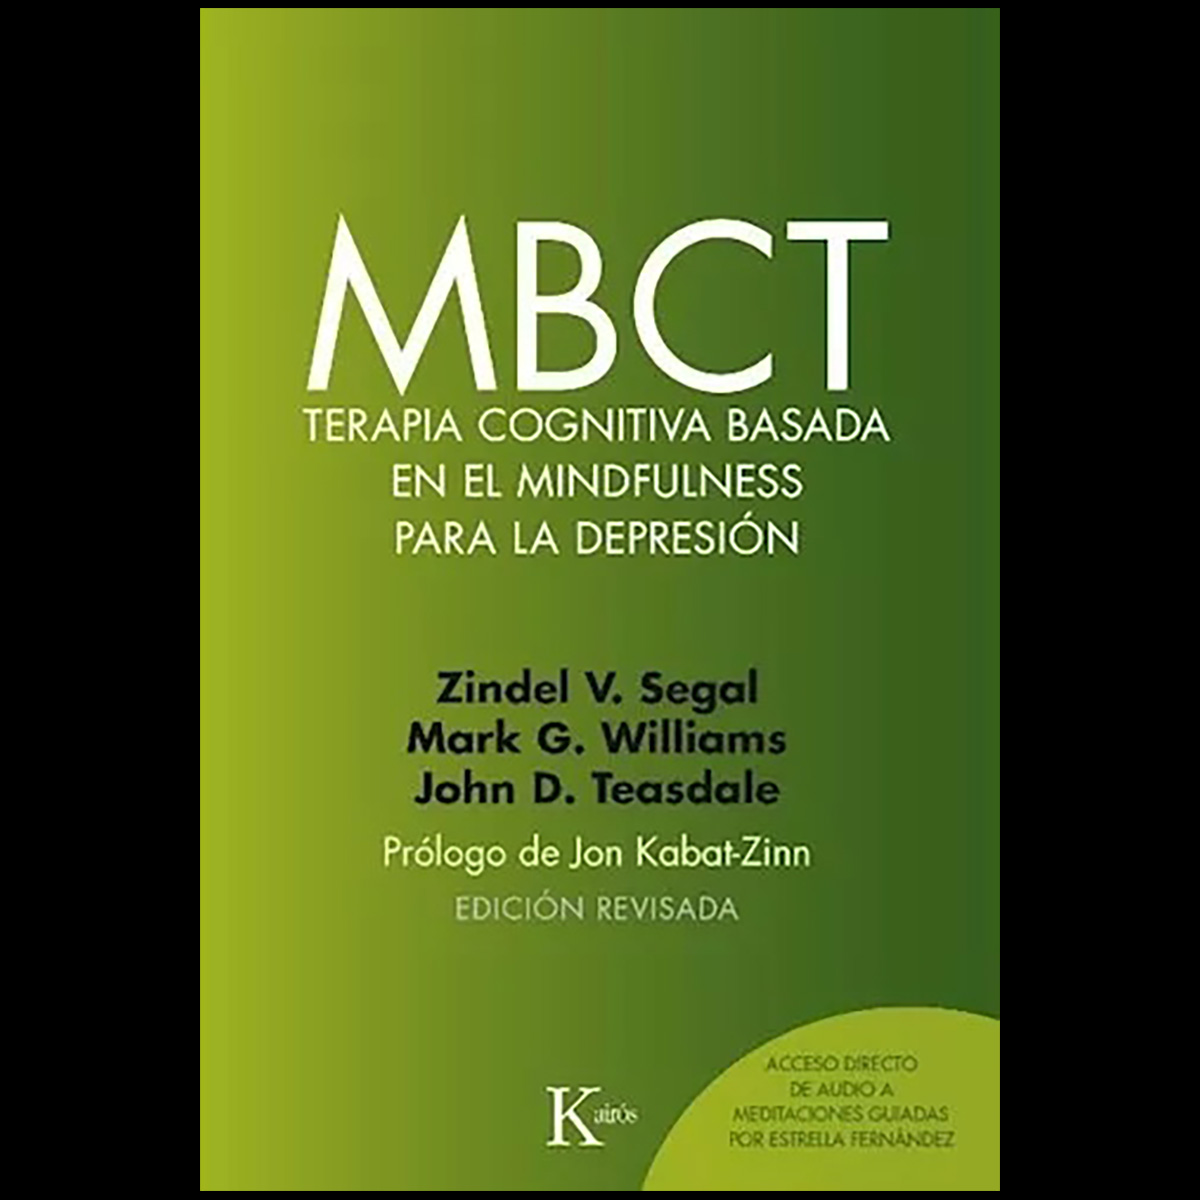 MBCT
TERAPIA COGNITIVA BASADA
EN EL MINDFULNESS
PARA LA DEPRESIÓN
Zindel V. Segal
Mark G. Williams
John D. Teasdale
Prólogo de Jon Kabat-Zinn
EDICIÓN REVISADA
ACCESO DIRECTO
DE AUDIO A
MEDITACIONES GUIADAS
POR ESTRELLA FERNÁNDEZ
Kairós